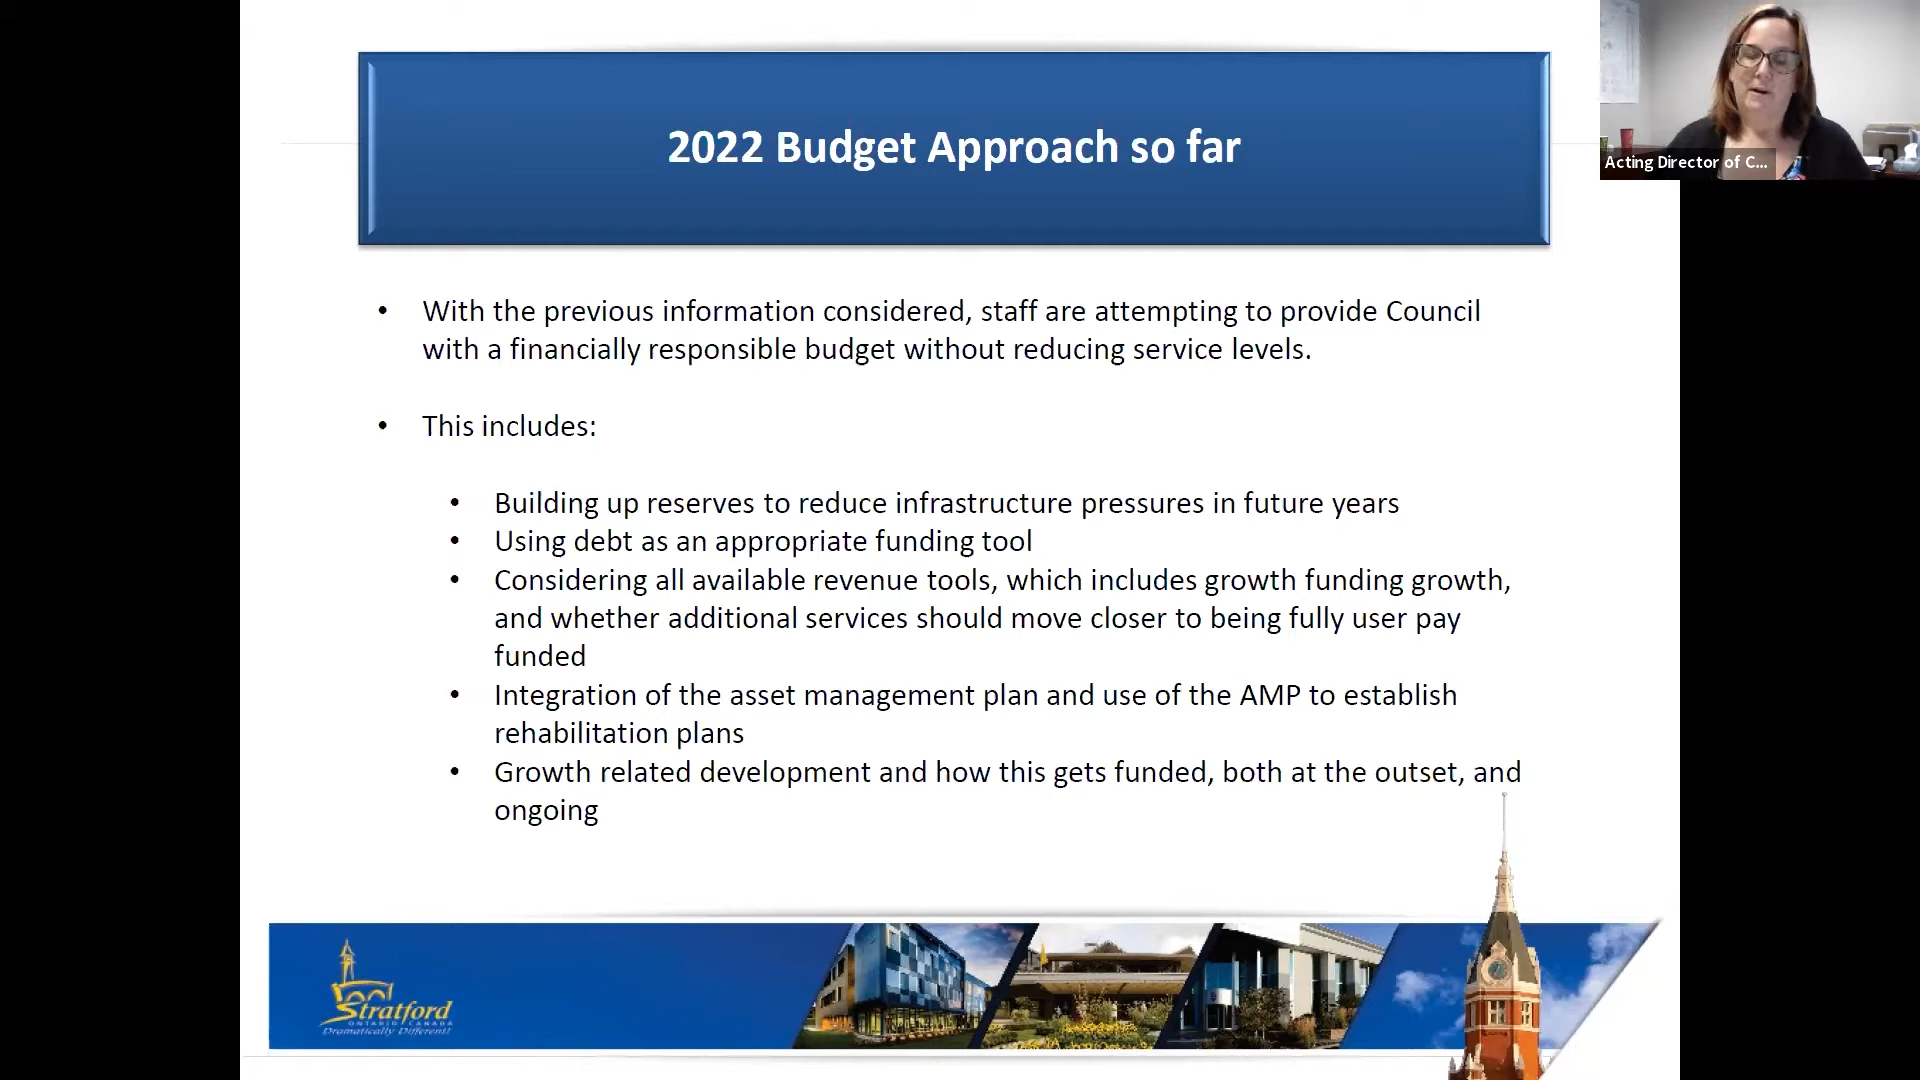 2022 Budget Approach so far
Acting Director of C...
• With the previous information considered, staff are attempting to provide Council
with a financially responsible budget without reducing service levels.
• This includes:
• Building up reserves to reduce infrastructure pressures in future years
• Using debt as an appropriate funding tool
• Considering all available revenue tools, which includes growth funding growth,
and whether additional services should move closer to being fully user pay
funded
• Integration of the asset management plan and use of the AMP to establish
rehabilitation plans
• Growth related development and how this gets funded, both at the outset, and
ongoing
Stratford
ONTARIO CANADA
Dramatically Different!